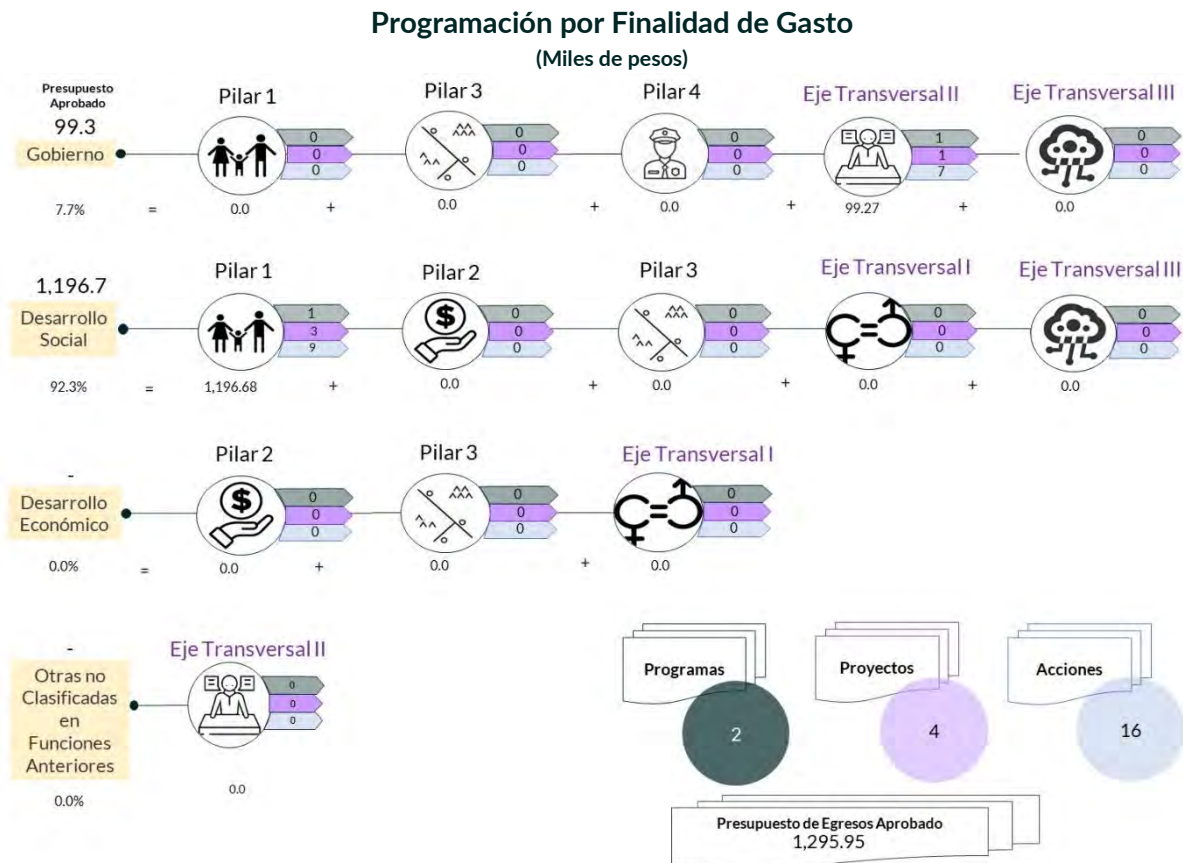 Programación por Finalidad de Gasto
(Miles de pesos)
Presupuesto
Aprobado
99.3
Gobierno
Pilar 1
0
0
0
Pilar 3
0
0
0
Pilar 4
0
0
0
Eje Transversal II
1
1
7
Eje Transversal III
0
0
0
7.7% = 0.0 + 0.0 + 0.0 + 99.27 + 0.0
1,196.7
Desarrollo
Social
Pilar 1
1
3
9
Pilar 2
0
0
0
Pilar 3
0
0
0
Eje Transversal I
0
0
0
Eje Transversal III
0
0
0
92.3% = 1,196.68 + 0.0 + 0.0 + 0.0 + 0.0
-
Desarrollo
Económico
Pilar 2
$
0
0
0
Pilar 3
0
0
0
Eje Transversal I
0
0
0
0.0% = 0.0 + 0.0 + 0.0
-
Otras no
Clasificadas
en
Funciones
Anteriores
0.0%
Eje Transversal II
0
0
0
0.0
Programas
2
Proyectos
4
Acciones
16
Presupuesto de Egresos Aprobado
1,295.95